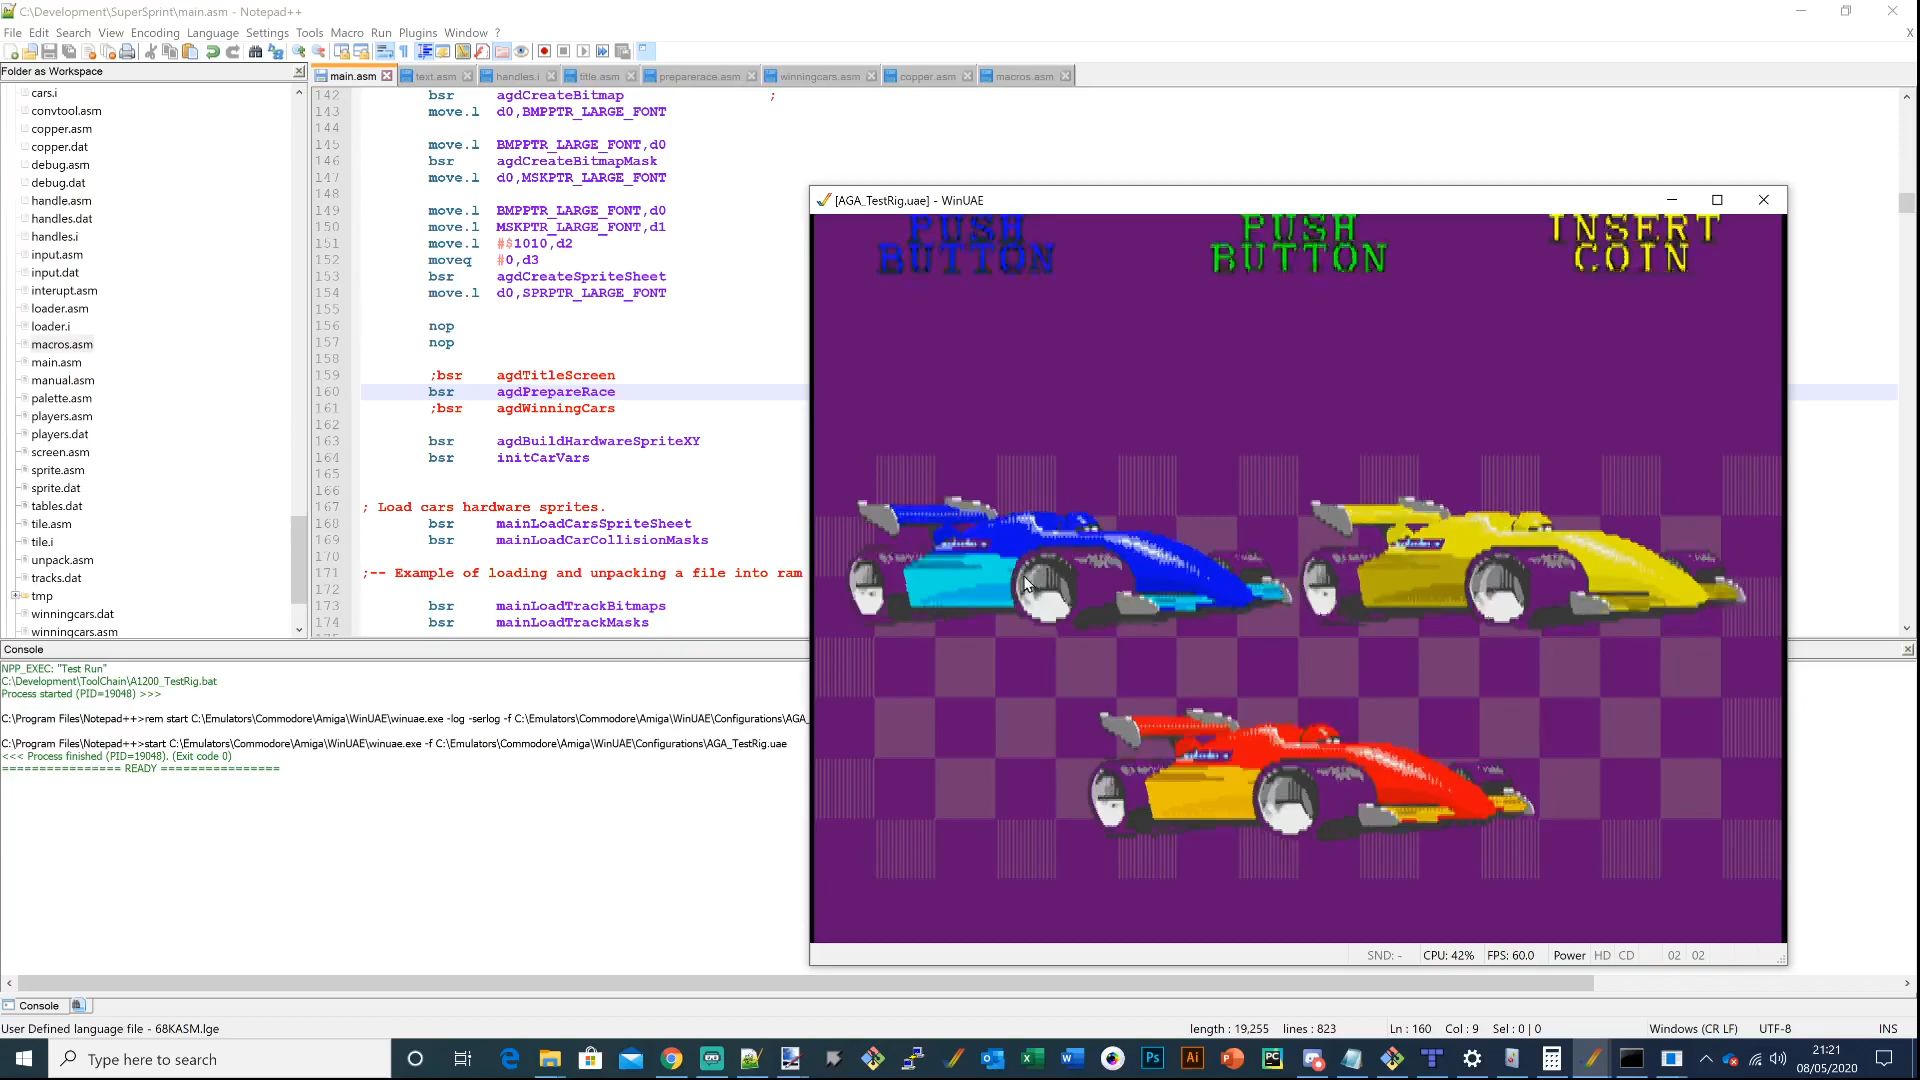 C:\Development\SuperSprint\main.asm - Notepad++
File Edit Search View Encoding Language Settings Tools Macro Run Plugins Window ? X
Folder as Workspace
main.asm text.asm handles.i title.asm preparerace.asm winningcars.asm copper.asm macros.asm
cars.i
convtool.asm
copper.asm
copper.dat
debug.asm
debug.dat
handle.asm
handles.dat
handles.i
input.asm
input.dat
interupt.asm
loader.asm
loader.i
macros.asm
main.asm
manual.asm
palette.asm
players.asm
players.dat
screen.asm
sprite.asm
sprite.dat
tables.dat
tile.asm
tile.i
unpack.asm
tracks.dat
tmp
winningcars.dat
winningcars.asm
142 bsr agdCreateBitmap ;
143 move.l d0,BMPPTR_LARGE_FONT
144
145 move.l BMPPTR_LARGE_FONT,d0
146 bsr agdCreateBitmapMask
147 move.l d0,MSKPTR_LARGE_FONT
148
149 move.l BMPPTR_LARGE_FONT,d0
150 move.l MSKPTR_LARGE_FONT,d1
151 move.l #$1010,d2
152 moveq #0,d3
153 bsr agdCreateSpriteSheet
154 move.l d0,SPRPTR_LARGE_FONT
155
156 nop
157 nop
158
159 ;bsr agdTitleScreen
160 bsr agdPrepareRace
161 ;bsr agdWinningCars
162
163 bsr agdBuildHardwareSpriteXY
164 bsr initCarVars
165
166
167 ; Load cars hardware sprites.
168 bsr mainLoadCarsSpriteSheet
169 bsr mainLoadCarCollisionMasks
170
171 ;-- Example of loading and unpacking a file into ram
172
173 bsr mainLoadTrackBitmaps
174 bsr mainLoadTrackMasks
[AGA_TestRig.uae] - WinUAE
PUSH BUTTON
PUSH BUTTON
INSERT COIN
SND: - CPU: 42% FPS: 60.0 Power HD CD 02 02
Console
NPP_EXEC: "Test Run"
C:\Development\ToolChain\A1200_TestRig.bat
Process started (PID=19048) >>>
C:\Program Files\Notepad++>rem start C:\Emulators\Commodore\Amiga\WinUAE\winuae.exe -log -serlog -f C:\Emulators\Commodore\Amiga\WinUAE\Configurations\AGA_
C:\Program Files\Notepad++>start C:\Emulators\Commodore\Amiga\WinUAE\winuae.exe -f C:\Emulators\Commodore\Amiga\WinUAE\Configurations\AGA_TestRig.uae
<<< Process finished (PID=19048). (Exit code 0)
================ READY ================
Console
User Defined language file - 68KASM.lge length : 19,255 lines : 823 Ln : 160 Col : 9 Sel : 0 | 0 Windows (CR LF) UTF-8 INS
Type here to search
21:21
08/05/2020